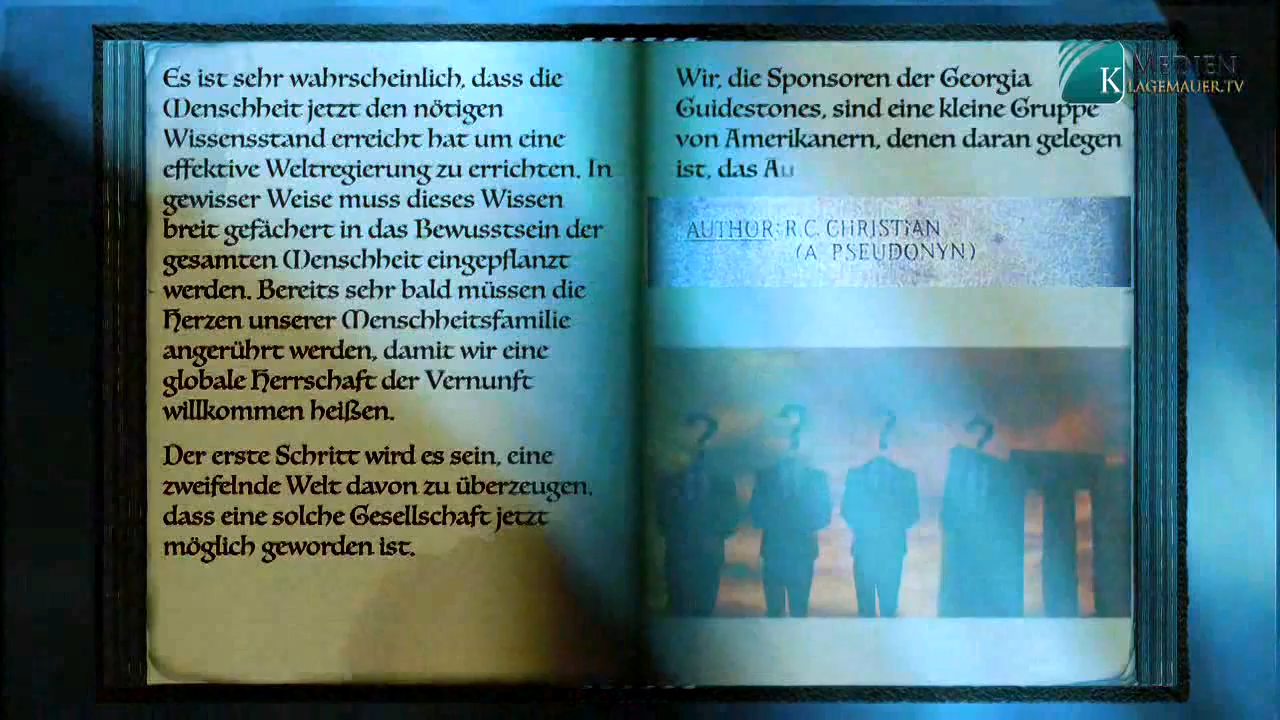 Es ist sehr wahrscheinlich, dass die
Menschheit jetzt den nötigen
Wissensstand erreicht hat um eine
effektive Weltregierung zu errichten. In
gewisser Weise muss dieses Wissen
breit gefächert in das Bewusstsein der
gesamten Menschheit eingepflanzt
werden. Bereits sehr bald müssen die
Herzen unserer Menschheitsfamilie
angerührt werden, damit wir eine
globale Herrschaft der Vernunft
willkommen heißen.
Der erste Schritt wird es sein, eine
zweifelnde Welt davon zu überzeugen,
dass eine solche Gesellschaft jetzt
möglich geworden ist.
Wir, die Sponsoren der Georgia
Guidestones, sind eine kleine Gruppe
von Amerikanern, denen daran gelegen
ist, das Au
AUTHOR: R.C. CHRISTIAN
(A PSEUDONYN)
? ? ? ?
MEDIEN
KLAGEMAUER.TV